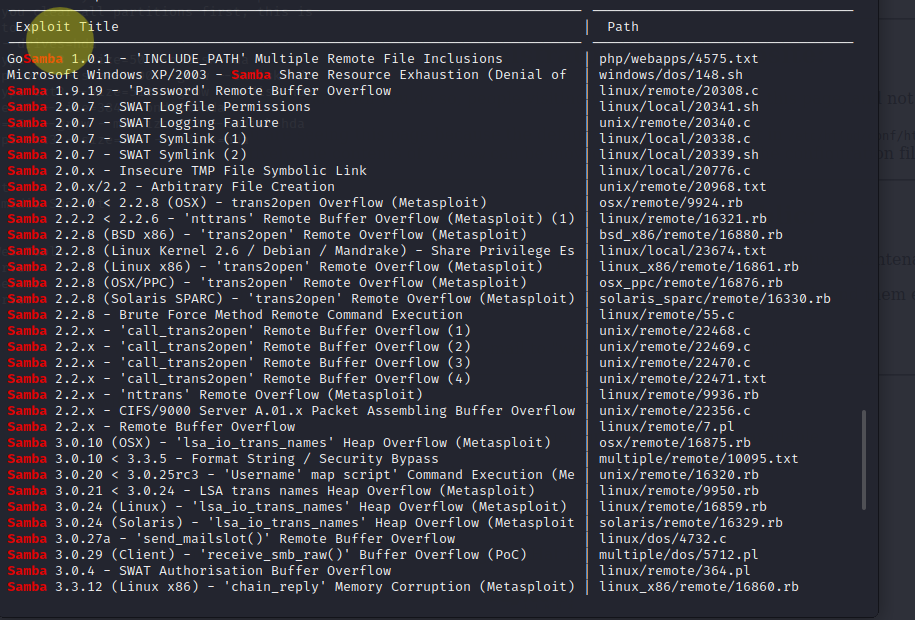 Exploit Title | Path
GoSamba 1.0.1 - 'INCLUDE_PATH' Multiple Remote File Inclusions | php/webapps/4575.txt
Microsoft Windows XP/2003 - Samba Share Resource Exhaustion (Denial of | windows/dos/148.sh
Samba 1.9.19 - 'Password' Remote Buffer Overflow | linux/remote/20308.c
Samba 2.0.7 - SWAT Logfile Permissions | linux/local/20341.sh
Samba 2.0.7 - SWAT Logging Failure | unix/remote/20340.c
Samba 2.0.7 - SWAT Symlink (1) | linux/local/20338.c
Samba 2.0.7 - SWAT Symlink (2) | linux/local/20339.sh
Samba 2.0.x - Insecure TMP File Symbolic Link | linux/local/20776.c
Samba 2.0.x/2.2 - Arbitrary File Creation | unix/remote/20968.txt
Samba 2.2.0 < 2.2.8 (OSX) - trans2open Overflow (Metasploit) | osx/remote/9924.rb
Samba 2.2.2 < 2.2.6 - 'nttrans' Remote Buffer Overflow (Metasploit) (1) | linux/remote/16321.rb
Samba 2.2.8 (BSD x86) - 'trans2open' Remote Overflow (Metasploit) | bsd_x86/remote/16880.rb
Samba 2.2.8 (Linux Kernel 2.6 / Debian / Mandrake) - Share Privilege Es | linux/local/23674.txt
Samba 2.2.8 (Linux x86) - 'trans2open' Remote Overflow (Metasploit) | linux_x86/remote/16861.rb
Samba 2.2.8 (OSX/PPC) - 'trans2open' Remote Overflow (Metasploit) | osx_ppc/remote/16876.rb
Samba 2.2.8 (Solaris SPARC) - 'trans2open' Remote Overflow (Metasploit) | solaris_sparc/remote/16330.rb
Samba 2.2.8 - Brute Force Method Remote Command Execution | linux/remote/55.c
Samba 2.2.x - 'call_trans2open' Remote Buffer Overflow (1) | unix/remote/22468.c
Samba 2.2.x - 'call_trans2open' Remote Buffer Overflow (2) | unix/remote/22469.c
Samba 2.2.x - 'call_trans2open' Remote Buffer Overflow (3) | unix/remote/22470.c
Samba 2.2.x - 'call_trans2open' Remote Buffer Overflow (4) | unix/remote/22471.txt
Samba 2.2.x - 'nttrans' Remote Overflow (Metasploit) | linux/remote/9936.rb
Samba 2.2.x - CIFS/9000 Server A.01.x Packet Assembling Buffer Overflow | unix/remote/22356.c
Samba 2.2.x - Remote Buffer Overflow | linux/remote/7.pl
Samba 3.0.10 (OSX) - 'lsa_io_trans_names' Heap Overflow (Metasploit) | osx/remote/16875.rb
Samba 3.0.10 < 3.3.5 - Format String / Security Bypass | multiple/remote/10095.txt
Samba 3.0.20 < 3.0.25rc3 - 'Username' map script' Command Execution (Me | unix/remote/16320.rb
Samba 3.0.21 < 3.0.24 - LSA trans names Heap Overflow (Metasploit) | linux/remote/9950.rb
Samba 3.0.24 (Linux) - 'lsa_io_trans_names' Heap Overflow (Metasploit) | linux/remote/16859.rb
Samba 3.0.24 (Solaris) - 'lsa_io_trans_names' Heap Overflow (Metasploit | solaris/remote/16329.rb
Samba 3.0.27a - 'send_mailslot()' Remote Buffer Overflow | linux/dos/4732.c
Samba 3.0.29 (Client) - 'receive_smb_raw()' Buffer Overflow (PoC) | multiple/dos/5712.pl
Samba 3.0.4 - SWAT Authorisation Buffer Overflow | linux/remote/364.pl
Samba 3.3.12 (Linux x86) - 'chain_reply' Memory Corruption (Metasploit) | linux_x86/remote/16860.rb